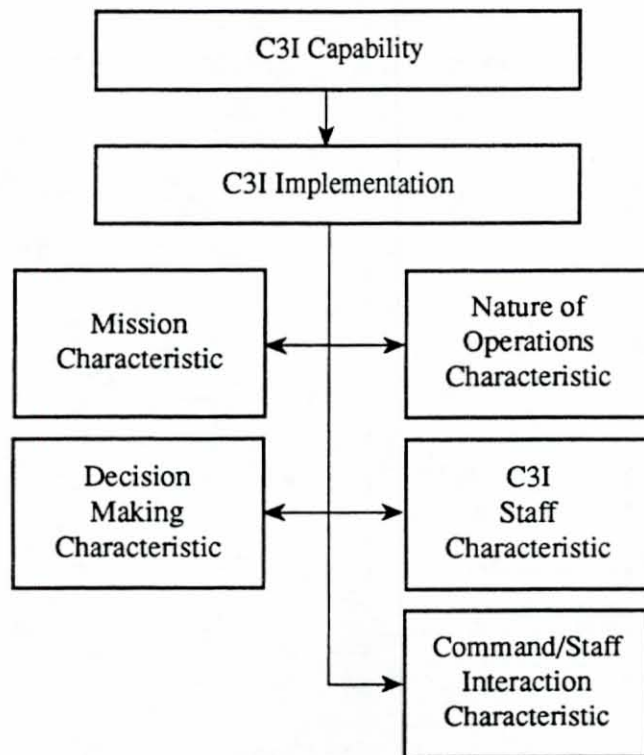 C3I Capability
C3I Implementation
Mission
Characteristic
Nature of
Operations
Characteristic
Decision
Making
Characteristic
C3I
Staff
Characteristic
Command/Staff
Interaction
Characteristic